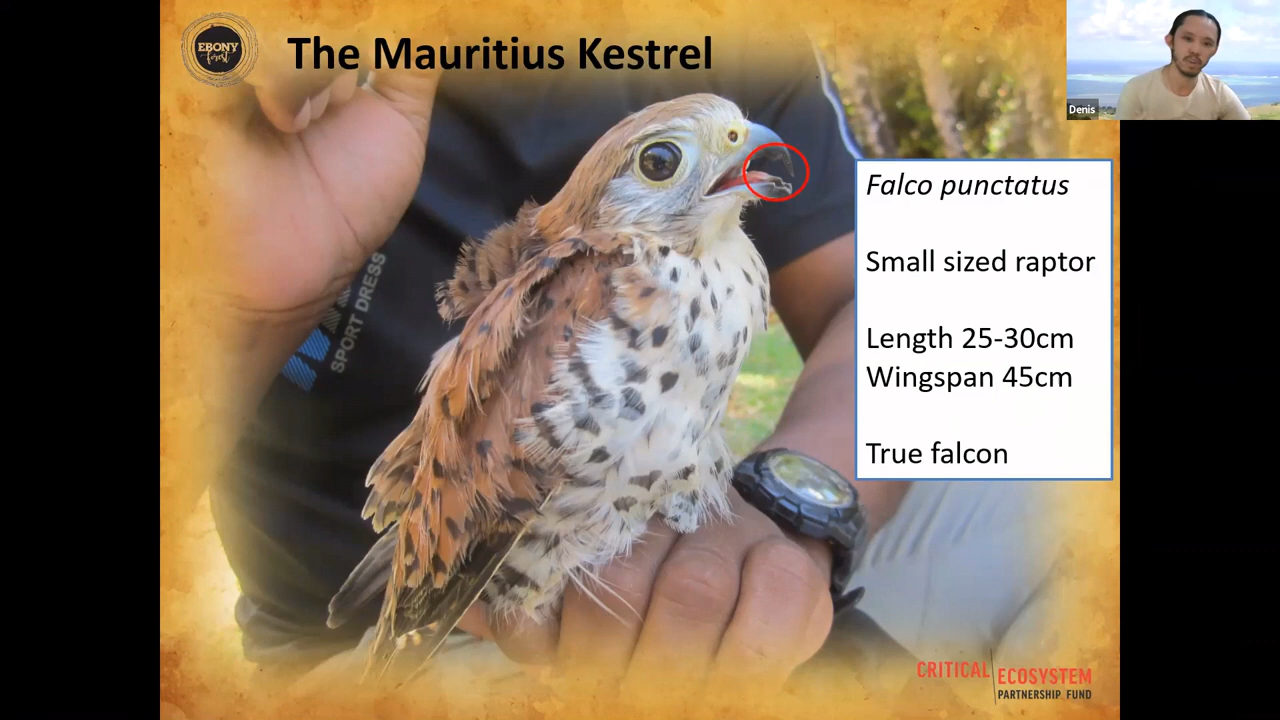 EBONY
forest
The Mauritius Kestrel
Denis
Falco punctatus
Small sized raptor
Length 25-30cm
Wingspan 45cm
True falcon
SPORT DRESS
CRITICAL ECOSYSTEM
PARTNERSHIP FUND